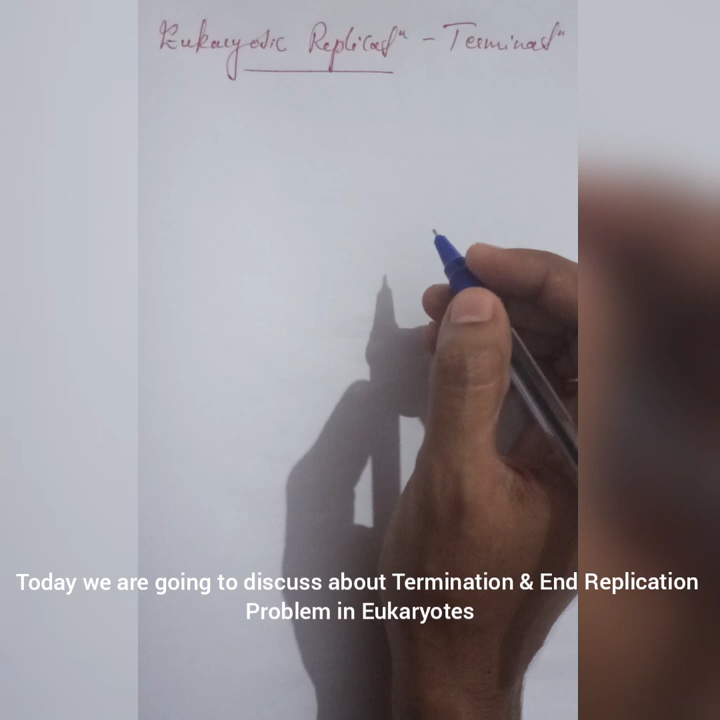 Eukaryotic Replicatⁿ - Terminatⁿ
Today we are going to discuss about Termination & End Replication
Problem in Eukaryotes